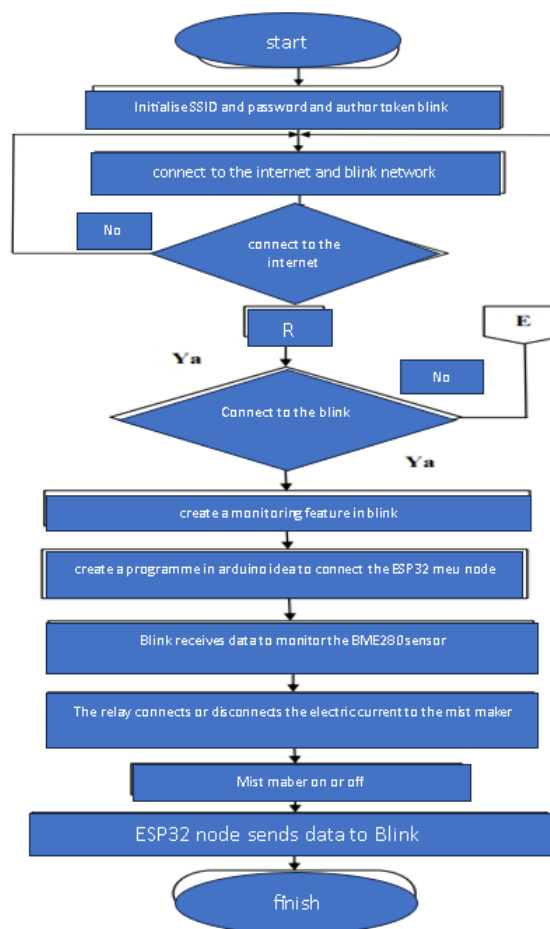 start
Initialise SSID and password and author token blink
connect to the internet and blink network
No
connect to the
internet
R
E
Ya
No
Connect to the blink
Ya
create a monitoring feature in blink
create a programme in arduino idea to connect the ESP32 meu node
Blink receives data to monitor the BME280 sensor
The relay connects or disconnects the electric current to the mist maker
Mist maber on or off
ESP32 node sends data to Blink
finish